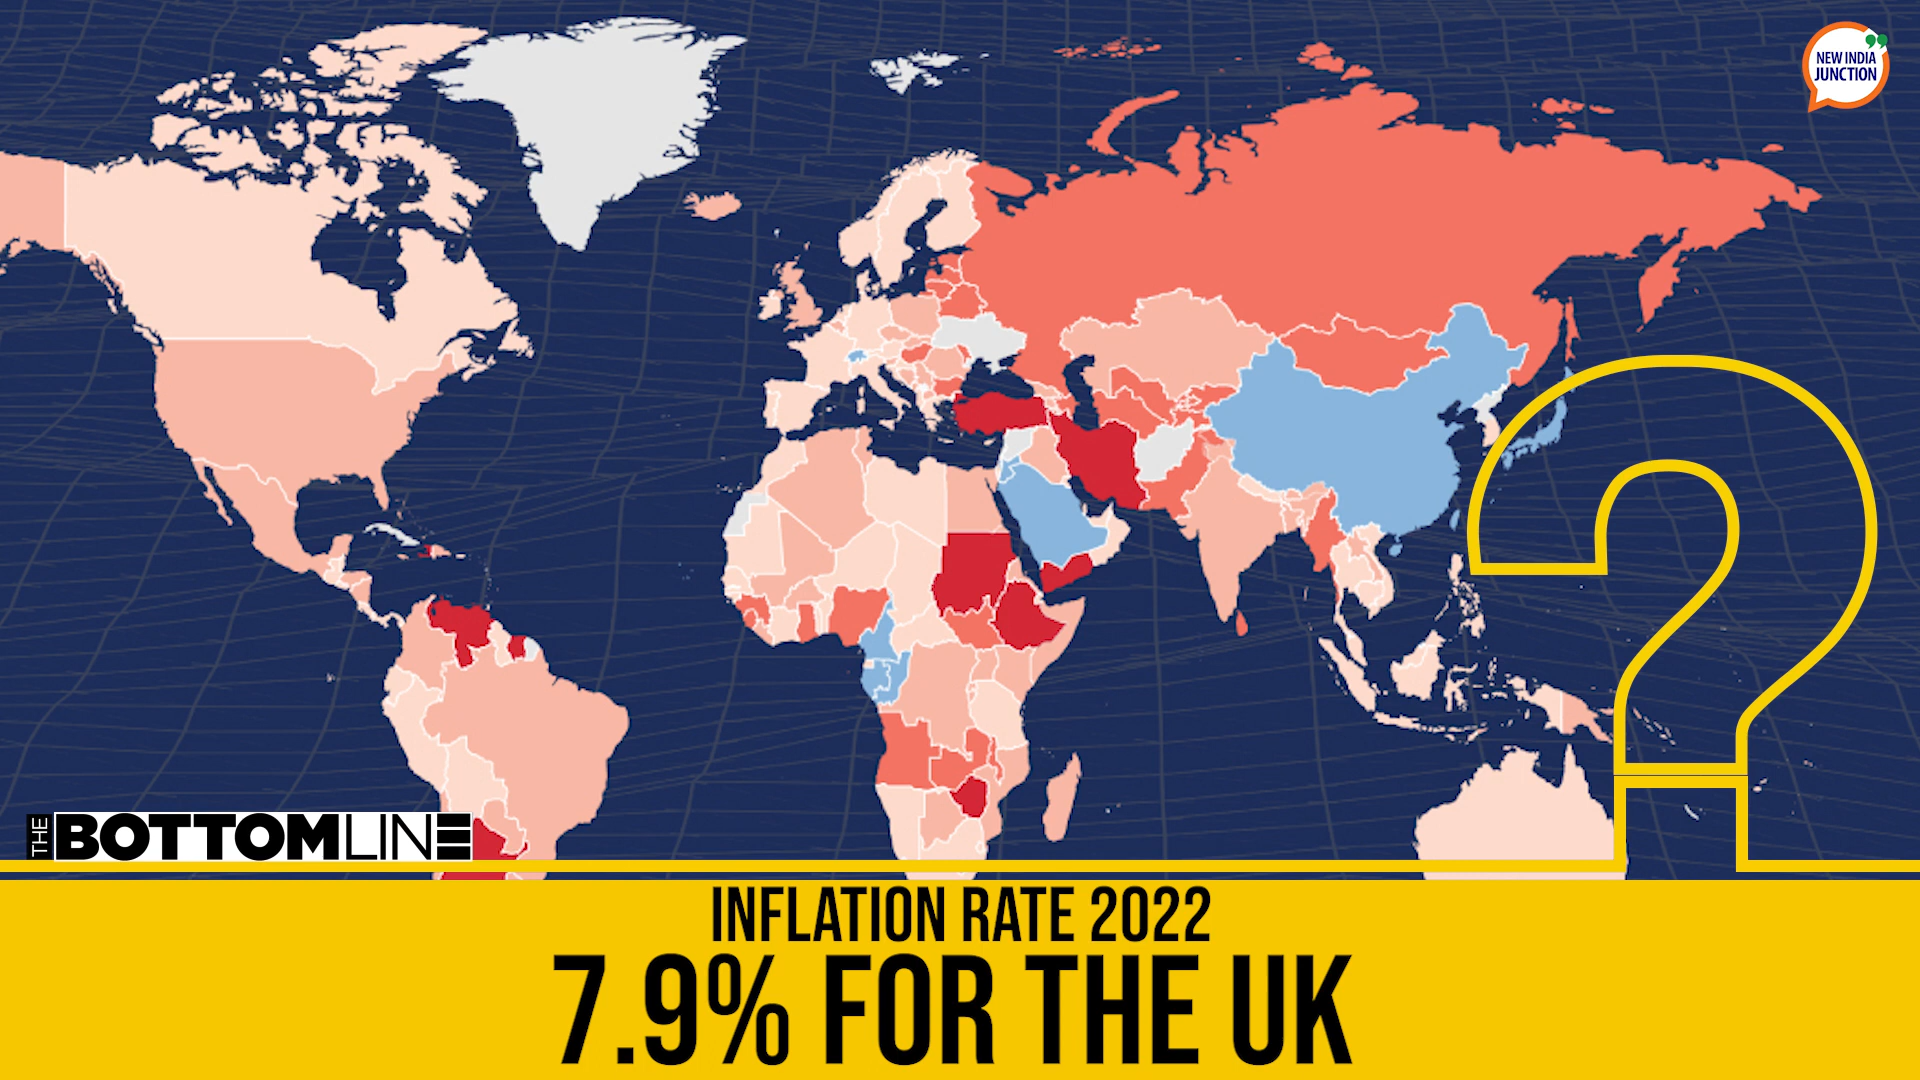 NEW INDIA
JUNCTION
THE BOTTOMLINE
INFLATION RATE 2022
7.9% FOR THE UK